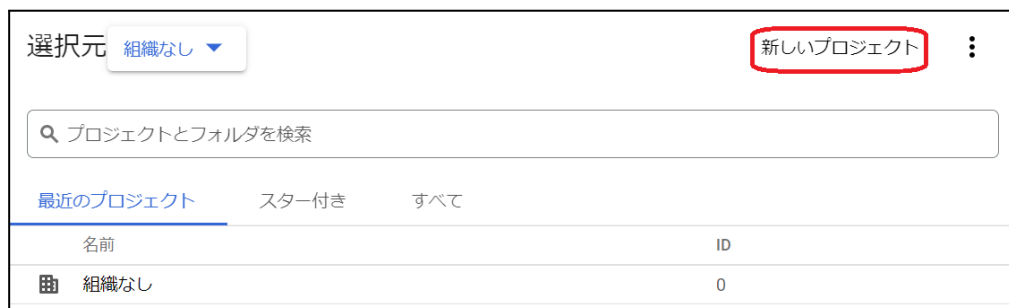 選択元 組織なし 新しいプロジェクト
プロジェクトとフォルダを検索
最近のプロジェクト スター付き すべて
名前 ID
組織なし 0